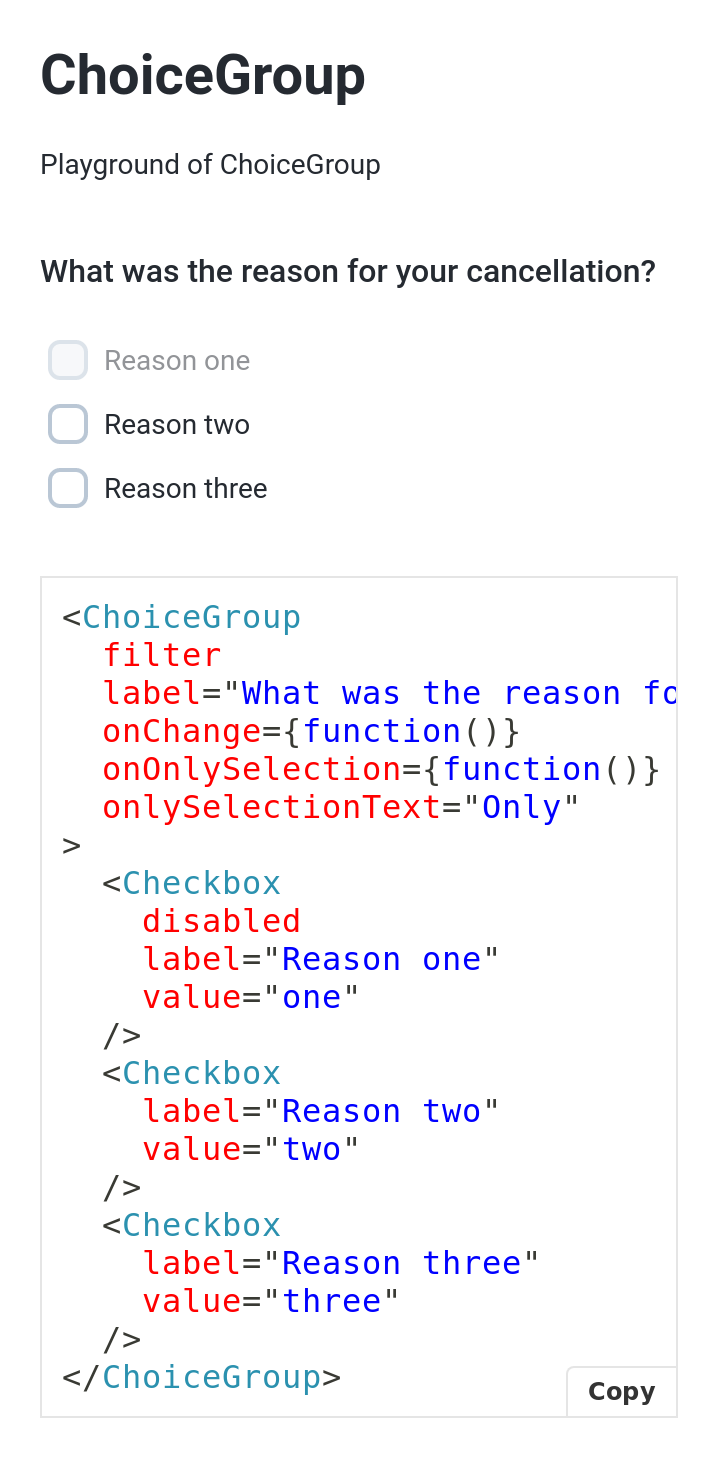 ChoiceGroup
Playground of ChoiceGroup
What was the reason for your cancellation?
Reason one
Reason two
Reason three
<ChoiceGroup
  filter
  label="What was the reason fo
  onChange={function()}
  onOnlySelection={function()}
  onlySelectionText="Only"
>
  <Checkbox
    disabled
    label="Reason one"
    value="one"
  />
  <Checkbox
    label="Reason two"
    value="two"
  />
  <Checkbox
    label="Reason three"
    value="three"
  />
</ChoiceGroup>
Copy